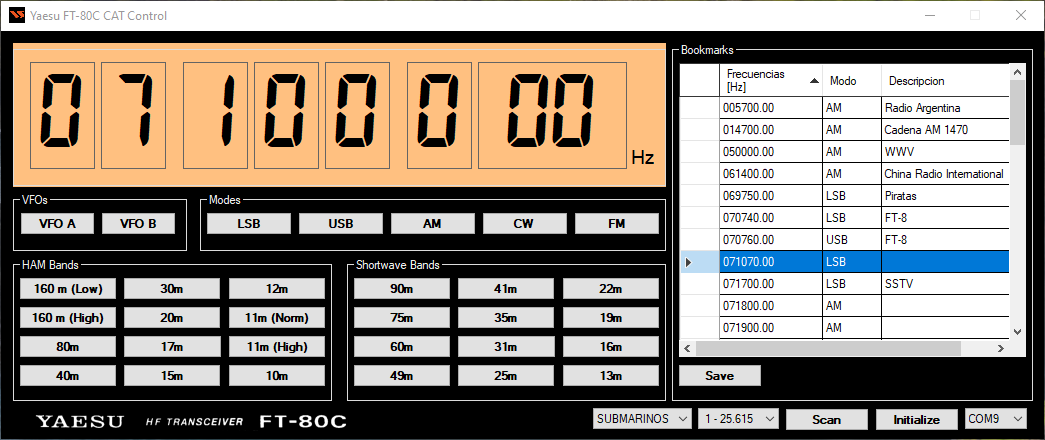 Yaesu FT-80C CAT Control
0 7 1 0 0 0 00 Hz
VFOs
VFO A VFO B
Modes
LSB USB AM CW FM
HAM Bands
160 m (Low) 30m 12m
160 m (High) 20m 11m (Norm)
80m 17m 11m (High)
40m 15m 10m
Shortwave Bands
90m 41m 22m
75m 35m 19m
60m 31m 16m
49m 25m 13m
Bookmarks
Frecuencias [Hz] Modo Descripcion
005700.00 AM Radio Argentina
014700.00 AM Cadena AM 1470
050000.00 AM WWV
061400.00 AM China Radio International
069750.00 LSB Piratas
070740.00 LSB FT-8
070760.00 USB FT-8
071070.00 LSB
071700.00 LSB SSTV
071800.00 AM
071900.00 AM
Save
YAESU HF TRANSCEIVER FT-80C
SUBMARINOS 1 - 25.615 Scan Initialize COM9